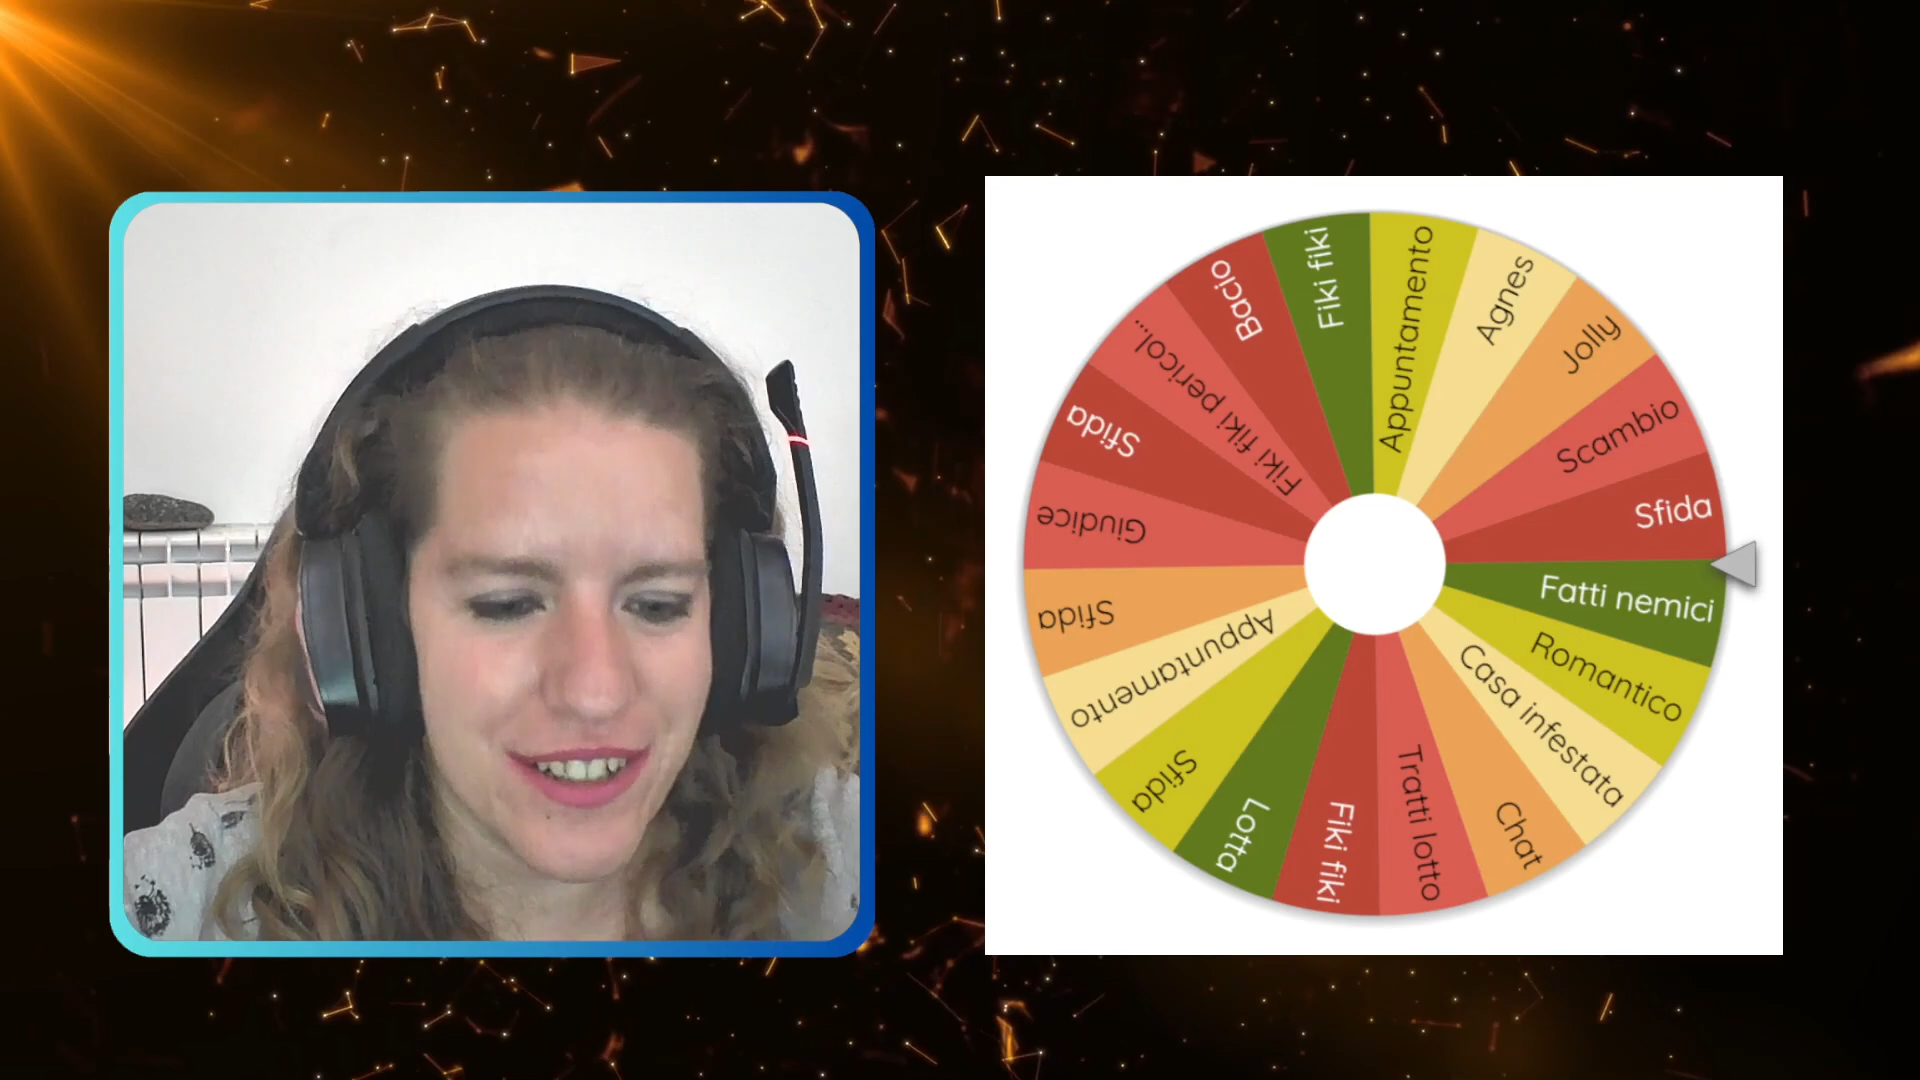 Fiki fiki
Appuntamento
Agnes
Jolly
Scambio
Sfida
Fatti nemici
Romantico
Casa infestata
Chat
Tratti lotto
Fiki fiki
Lotta
Sfida
Appuntamento
Sfida
Giudice
Sfida
Fiki fiki pericol...
Bacio